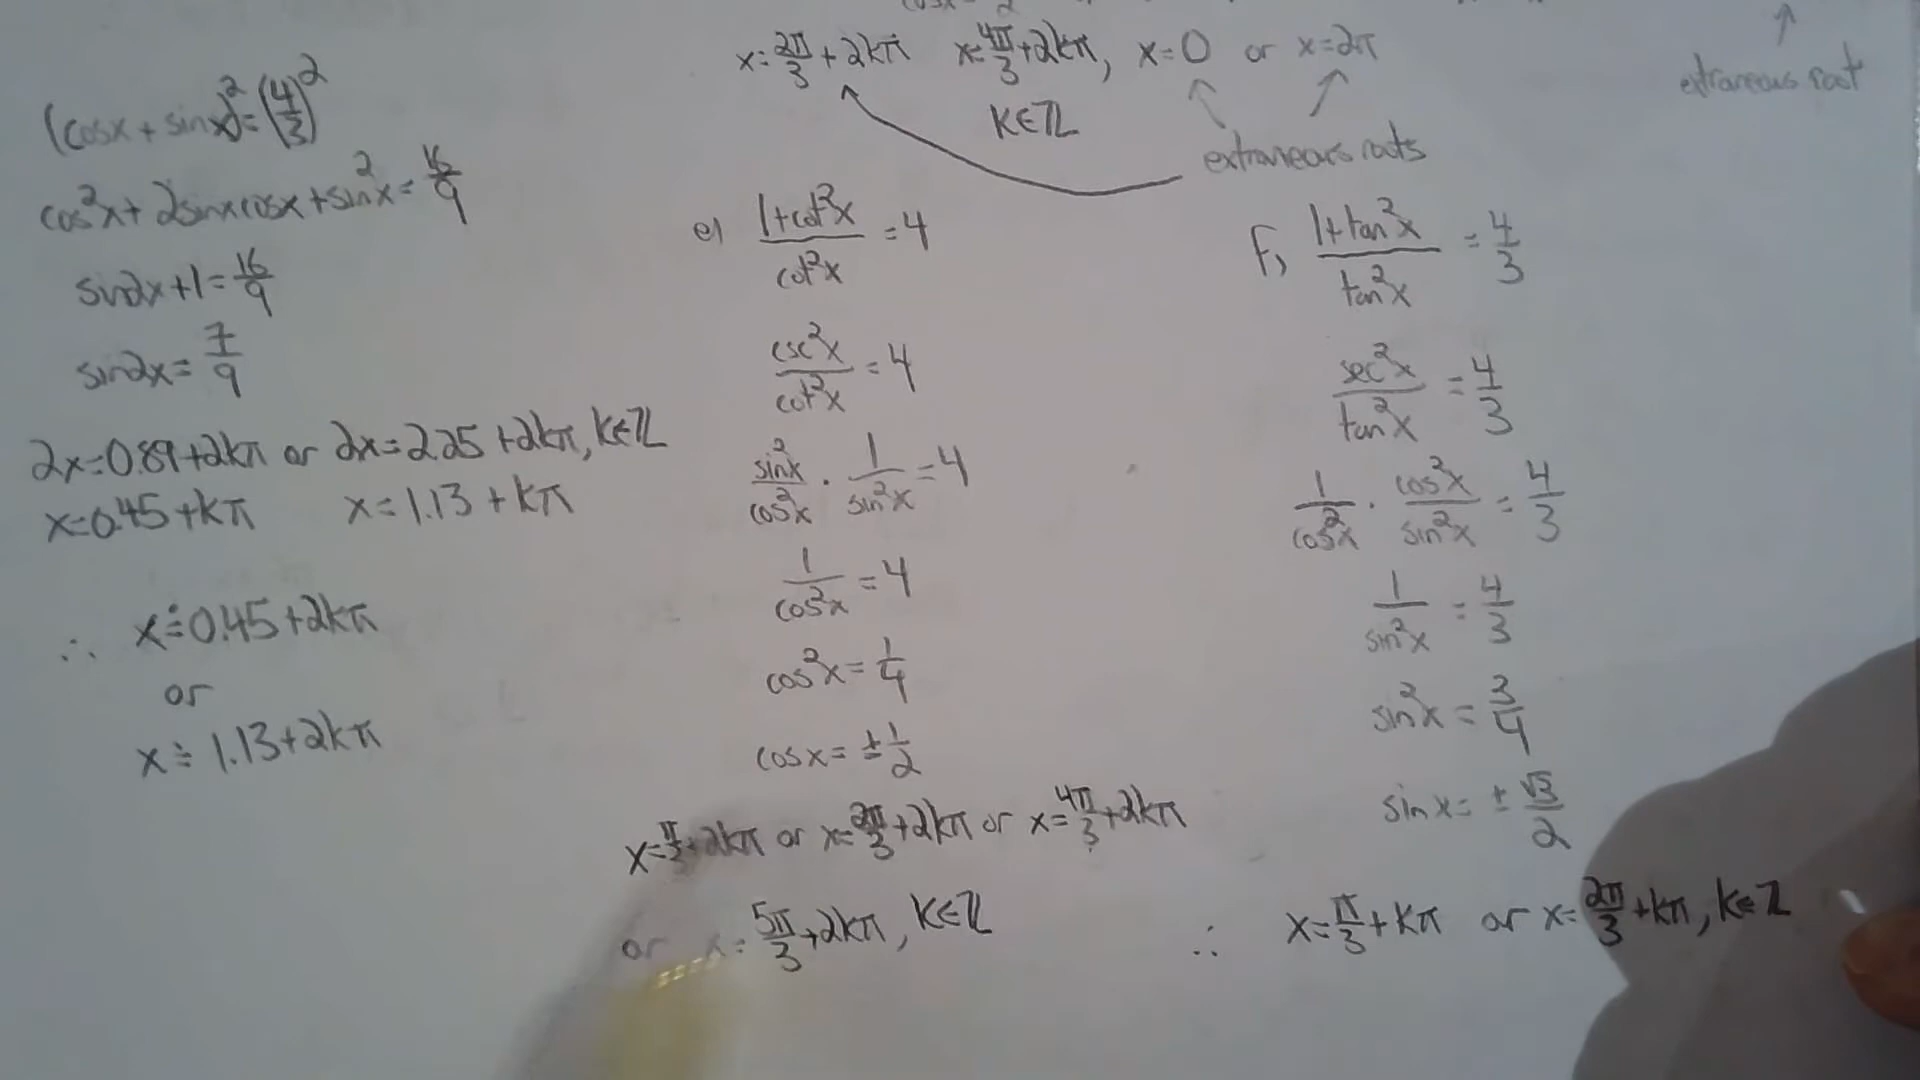 x=2π/3+2kπ x=4π/3+2kπ, x=0 or x=2π
k∈ℤ
extraneous roots
extraneous root
(cosx+sinx)²=(4/3)²
cos²x+2sinxcosx+sin²x=16/9
sin2x+1=16/9
sin2x=7/9
2x=0.89+2kπ or 2x=2.25+2kπ, k∈ℤ
x=0.45+kπ x=1.13+kπ
∴ x≐0.45+2kπ
or
x≐1.13+2kπ
e) (1+cot²x)/cot²x=4
csc²x/cot²x=4
sin²x/cos²x · 1/sin²x=4
1/cos²x=4
cos²x=1/4
cosx=±1/2
x=π/3+2kπ or x=2π/3+2kπ or x=4π/3+2kπ
or x=5π/3+2kπ, k∈ℤ
f) (1+tan²x)/tan²x=4/3
sec²x/tan²x=4/3
1/cos²x · cos²x/sin²x=4/3
1/sin²x=4/3
sin²x=3/4
sinx=±√3/2
∴ x=π/3+kπ or x=2π/3+kπ, k∈ℤ